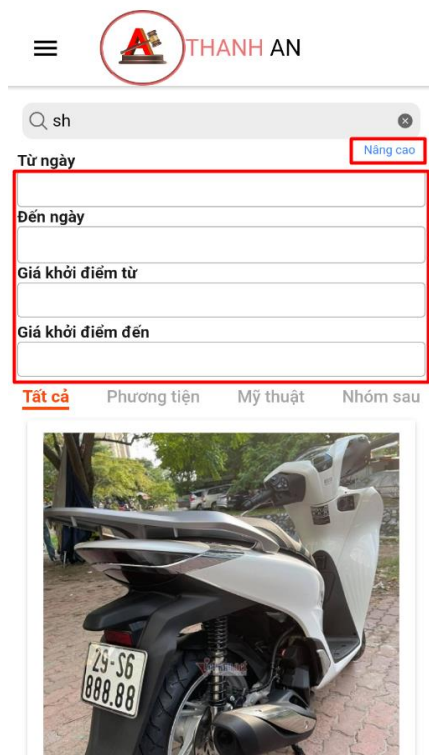 THANH AN
sh
Nâng cao
Từ ngày
Đến ngày
Giá khởi điểm từ
Giá khởi điểm đến
Tất cả Phương tiện Mỹ thuật Nhóm sau
29-S6
888.88